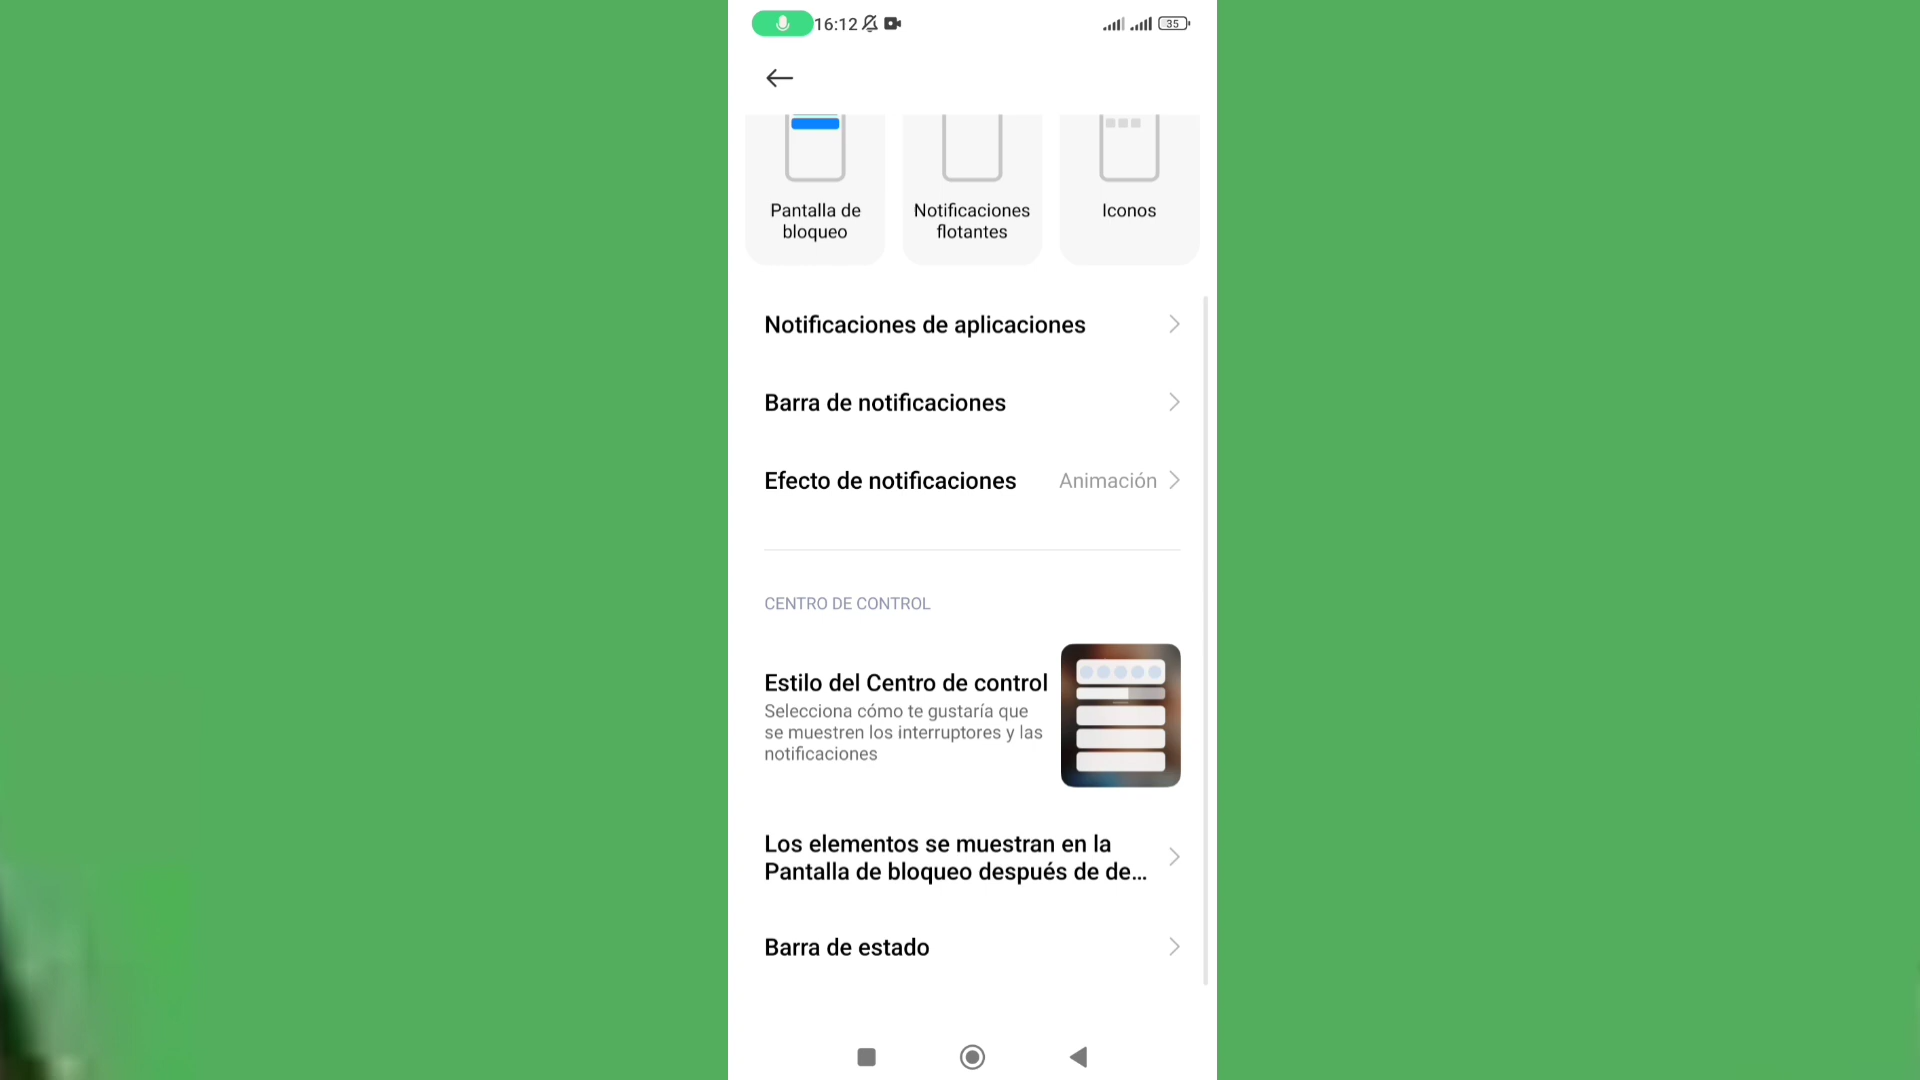 16:12
35
Pantalla de
bloqueo
Notificaciones
flotantes
Iconos
Notificaciones de aplicaciones
Barra de notificaciones
Efecto de notificaciones Animación
CENTRO DE CONTROL
Estilo del Centro de control
Selecciona cómo te gustaría que
se muestren los interruptores y las
notificaciones
Los elementos se muestran en la
Pantalla de bloqueo después de de...
Barra de estado